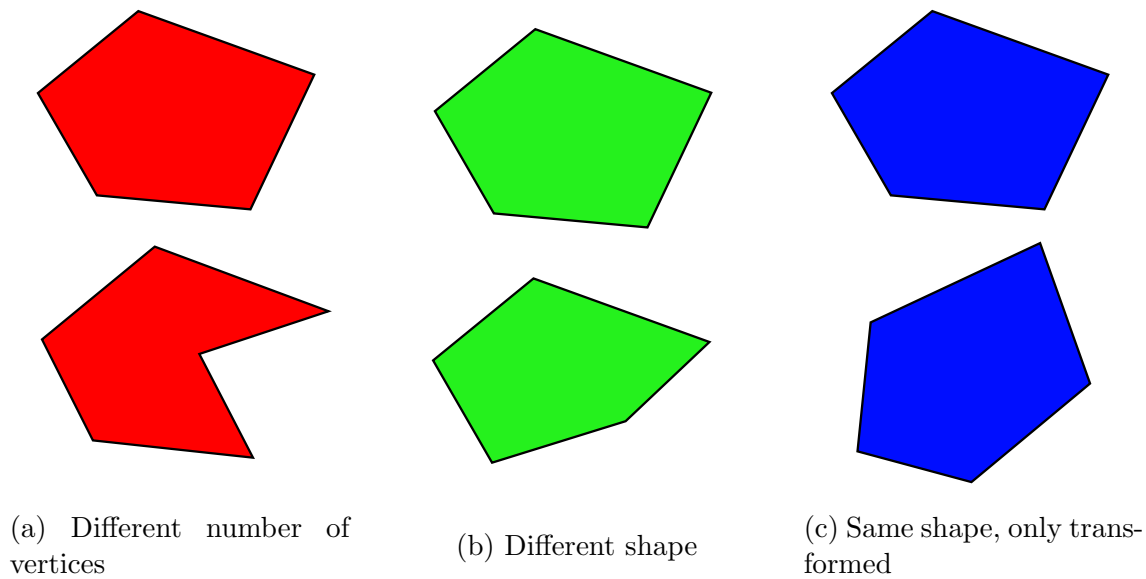 (a) Different number of
vertices
(b) Different shape
(c) Same shape, only trans-
formed